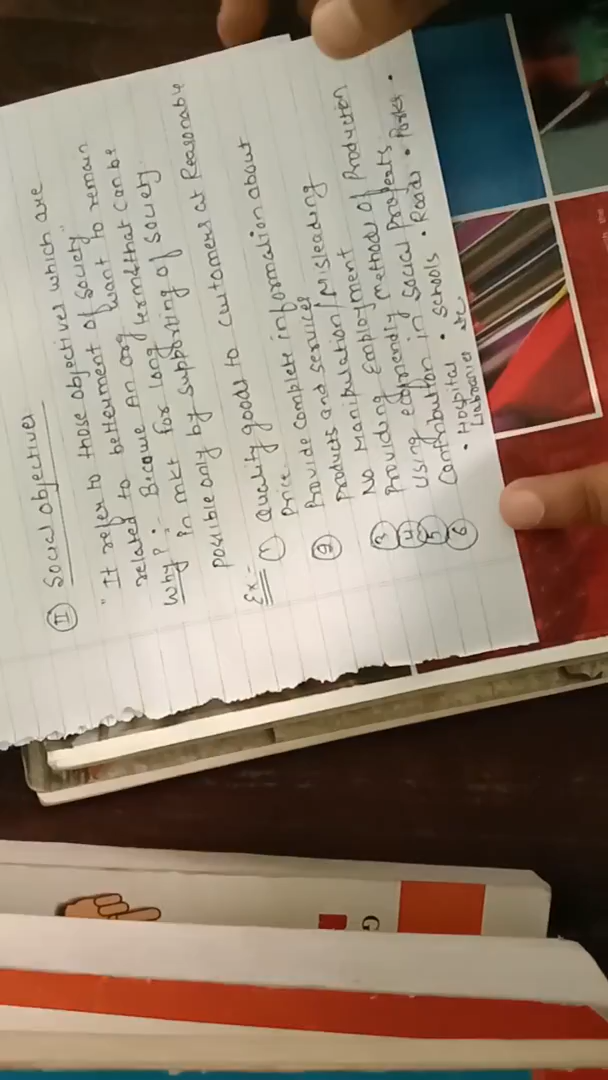 II Social objectives
"It refer to those objectives which are
related to betterment of society"
Why? :- Because An org want to remain
in mkt for long term & that can be
possible only by supporting of society.
Ex- 1 Quality goods to customers at Reasonable
Price
2 Provide complete information about
Products and services
3 No Manipulation/Misleading
4 Providing Employment
5 Using ecofriendly methods of Production
6 Contribution in social Projects.
• Hospital • Schools • Roads • Parks •
Libraries etc
G